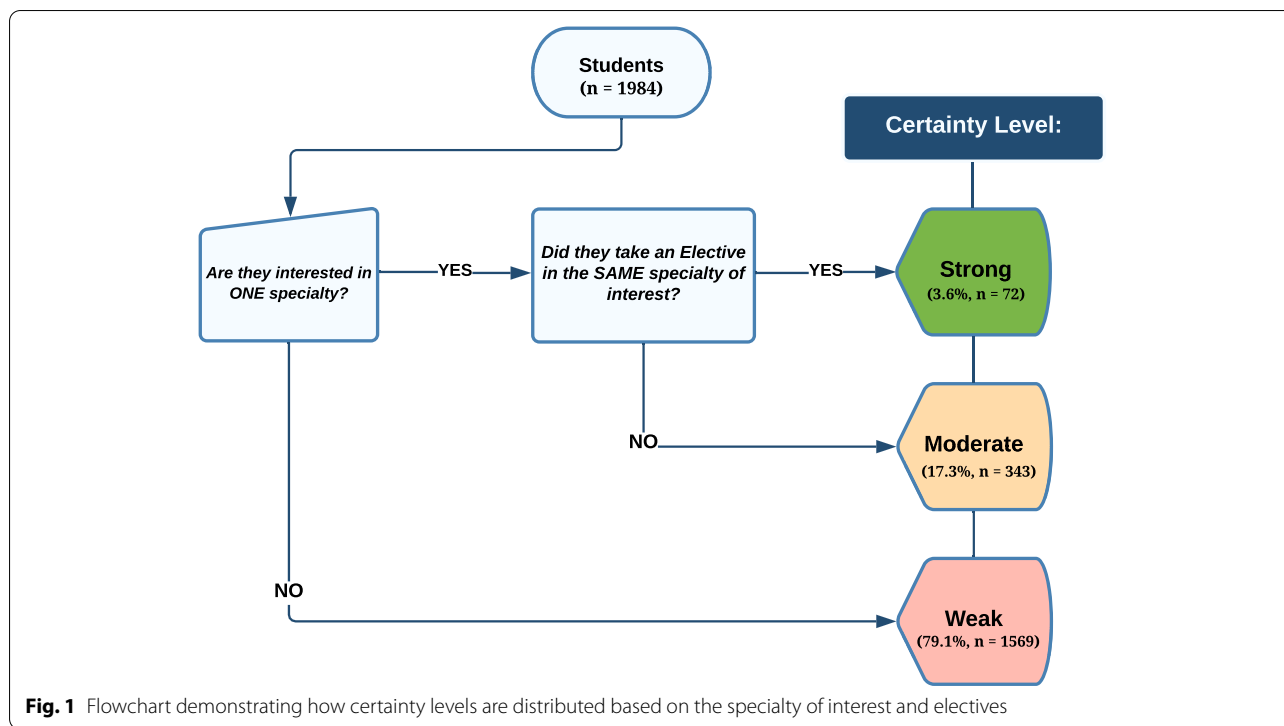 Students
(n = 1984)
Certainty Level:
Are they interested in
ONE specialty?
YES
Did they take an Elective
in the SAME specialty of
interest?
YES
Strong
(3.6%, n = 72)
NO
Moderate
(17.3%, n = 343)
NO
Weak
(79.1%, n = 1569)
Fig. 1 Flowchart demonstrating how certainty levels are distributed based on the specialty of interest and electives